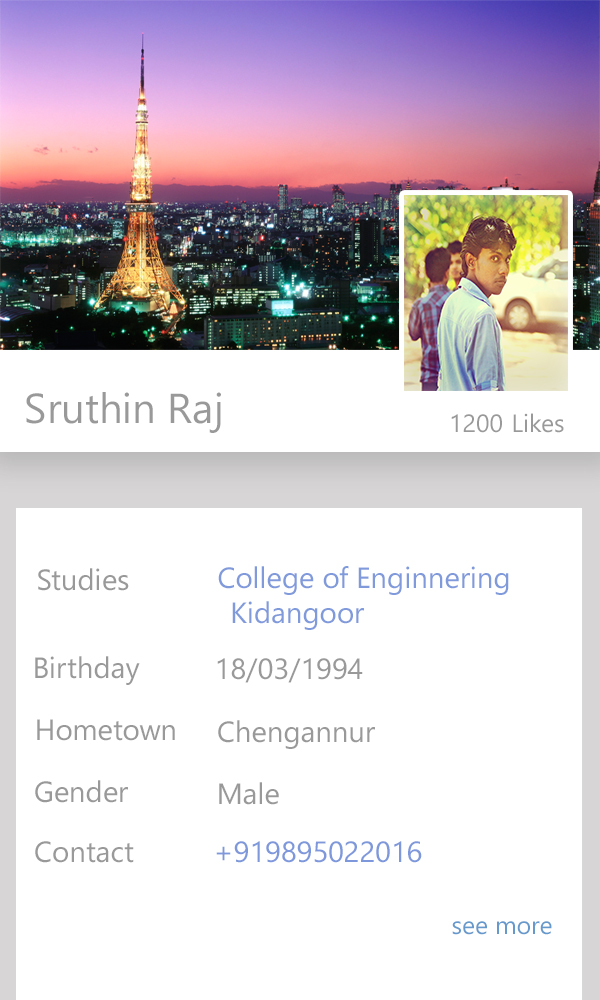 Sruthin Raj
1200 Likes
Studies College of Enginnering
Kidangoor
Birthday 18/03/1994
Hometown Chengannur
Gender Male
Contact +919895022016
see more